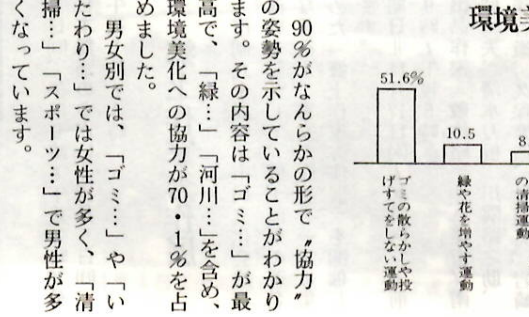 環境美
51.6%
10.5
8
ゴミの散らかしや投
げすてをしない運動
緑や花を増やす運動
の清掃運動
90%がなんらかの形で〝協力〟
の姿勢を示していることがわかり
ます。その内容は「ゴミ…」が最
高で、「緑…」「河川…」を含め、
環境美化への協力が70・1%を占
めました。
男女別では、「ゴミ…」や「い
たわり…」では女性が多く、「清
掃…」「スポーツ…」で男性が多
くなっています。